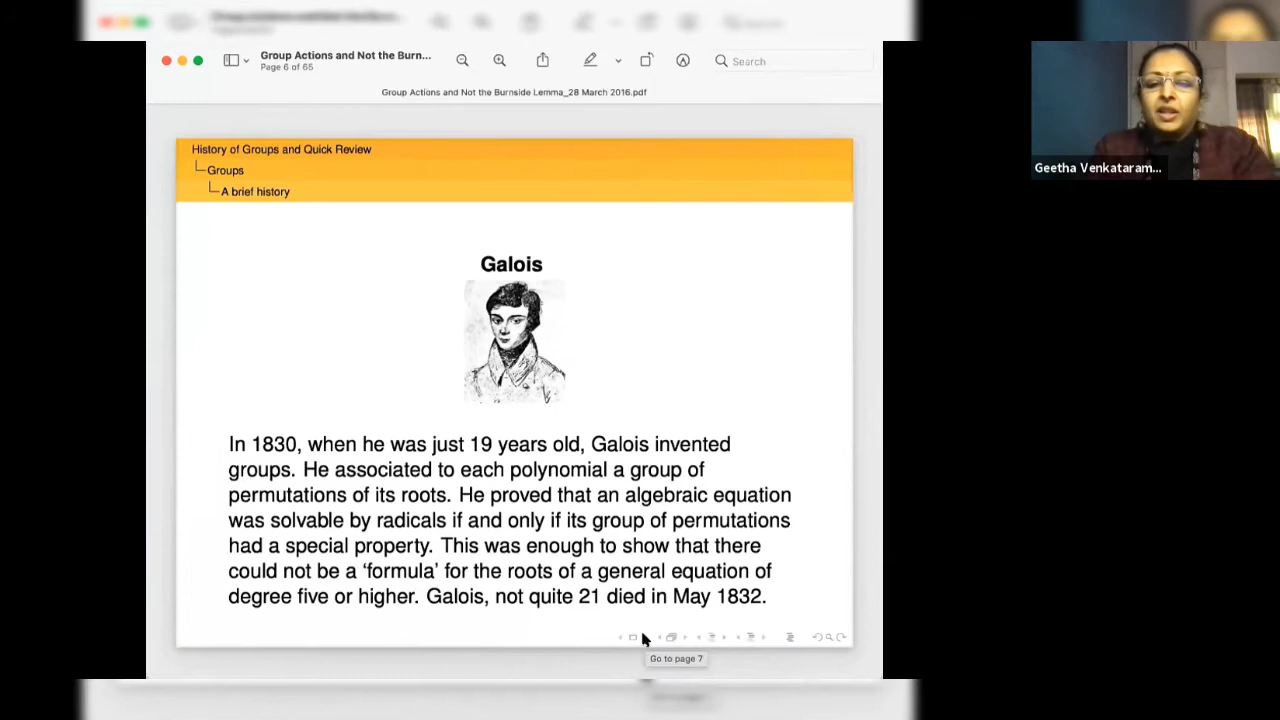 Group Actions and Not the Burn...
Page 6 of 65
Search
Group Actions and Not the Burnside Lemma_28 March 2016.pdf
Geetha Venkataram...
History of Groups and Quick Review
Groups
A brief history
Galois
In 1830, when he was just 19 years old, Galois invented
groups. He associated to each polynomial a group of
permutations of its roots. He proved that an algebraic equation
was solvable by radicals if and only if its group of permutations
had a special property. This was enough to show that there
could not be a ‘formula’ for the roots of a general equation of
degree five or higher. Galois, not quite 21 died in May 1832.
Go to page 7